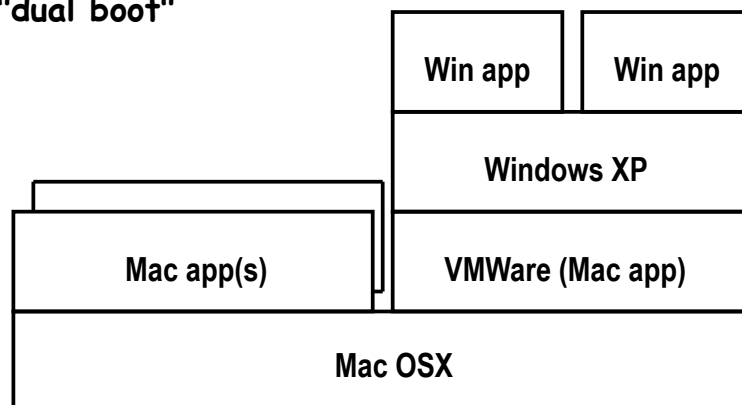 "dual boot"
Win app
Win app
Windows XP
Mac app(s)
VMWare (Mac app)
Mac OSX